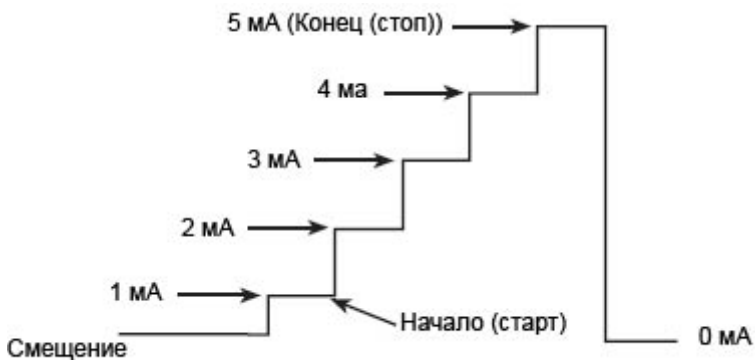 5 мА (Конец (стоп))
4 ма
3 мА
2 мА
1 мА
Начало (старт)
0 мА
Смещение